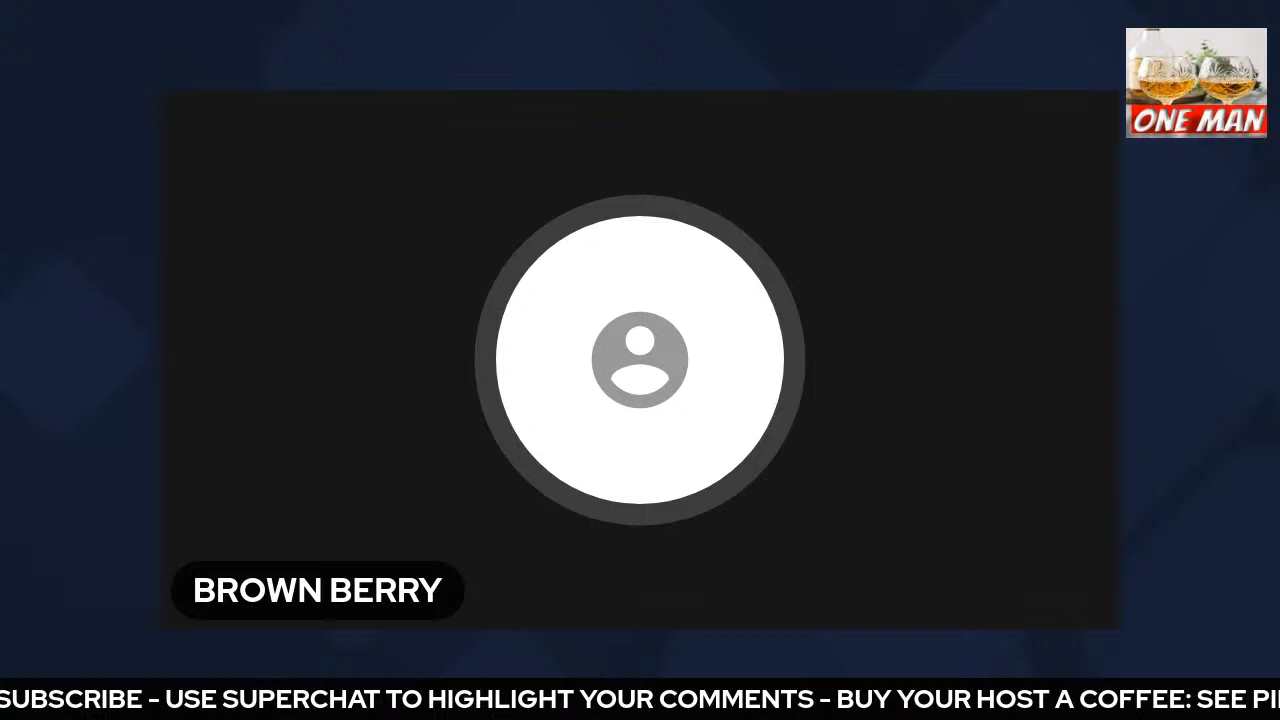 ONE MAN
BROWN BERRY
SUBSCRIBE - USE SUPERCHAT TO HIGHLIGHT YOUR COMMENTS - BUY YOUR HOST A COFFEE: SEE